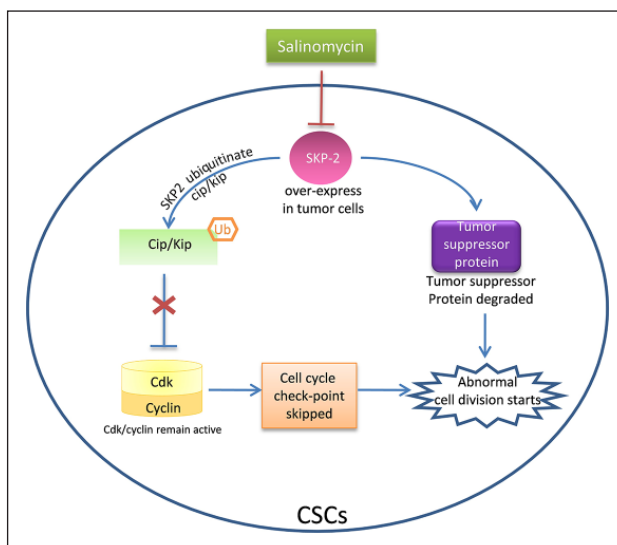 Salinomycin
SKP-2
over-express
in tumor cells
SKP2 ubiquitinate
cip/kip
Ub
Cip/Kip
Tumor
suppressor
protein
Tumor suppressor
Protein degraded
Cdk
Cyclin
Cdk/cyclin remain active
Cell cycle
check-point
skipped
Abnormal
cell division starts
CSCs